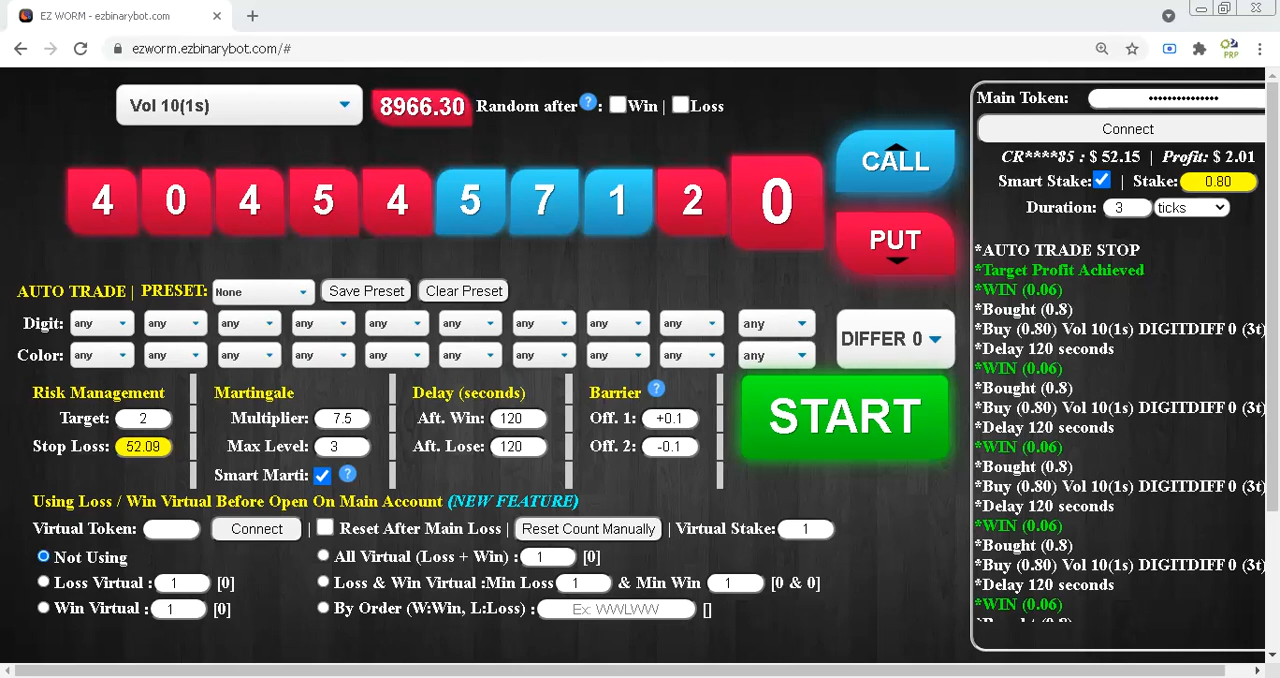 EZ WORM - ezbinarybot.com
ezworm.ezbinarybot.com/#
PRP
Vol 10(1s)
8966.30
Random after ? : Win | Loss
4 0 4 5 4 5 7 1 2 0
CALL
PUT
AUTO TRADE | PRESET: None Save Preset Clear Preset
Digit: any any any any any any any any any any
Color: any any any any any any any any any any
DIFFER 0
Risk Management
Target: 2
Stop Loss: 52.09
Martingale
Multiplier: 7.5
Max Level: 3
Smart Marti: ?
Delay (seconds)
Aft. Win: 120
Aft. Lose: 120
Barrier ?
Off. 1: +0.1
Off. 2: -0.1
START
Using Loss / Win Virtual Before Open On Main Account (NEW FEATURE)
Virtual Token: Connect | Reset After Main Loss | Reset Count Manually | Virtual Stake: 1
Not Using
All Virtual (Loss + Win) : 1 [0]
Loss Virtual : 1 [0]
Loss & Win Virtual :Min Loss 1 & Min Win 1 [0 & 0]
Win Virtual : 1 [0]
By Order (W:Win, L:Loss) : Ex: WWLWW []
Main Token: •••••••••••••••
Connect
CR****85 : $ 52.15 | Profit: $ 2.01
Smart Stake: | Stake: 0.80
Duration: 3 ticks
*AUTO TRADE STOP
*Target Profit Achieved
*WIN (0.06)
*Bought (0.8)
*Buy (0.80) Vol 10(1s) DIGITDIFF 0 (3t)
*Delay 120 seconds
*WIN (0.06)
*Bought (0.8)
*Buy (0.80) Vol 10(1s) DIGITDIFF 0 (3t)
*Delay 120 seconds
*WIN (0.06)
*Bought (0.8)
*Buy (0.80) Vol 10(1s) DIGITDIFF 0 (3t)
*Delay 120 seconds
*WIN (0.06)
*Bought (0.8)
*Buy (0.80) Vol 10(1s) DIGITDIFF 0 (3t)
*Delay 120 seconds
*WIN (0.06)
*Bought (0.8)